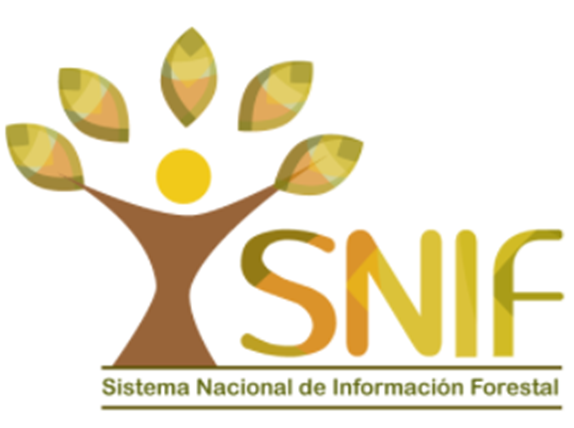 SNIF
Sistema Nacional de Información Forestal